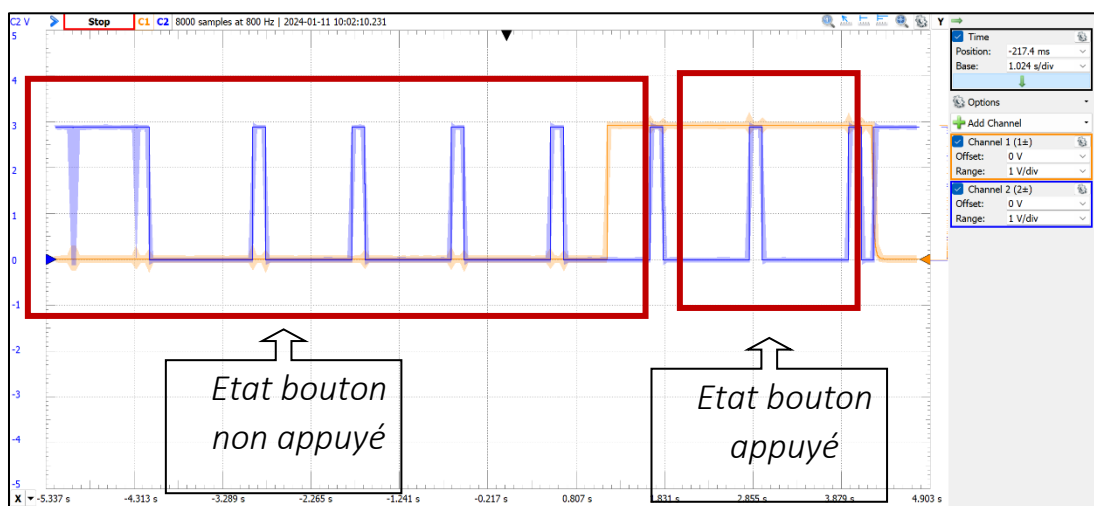 C2 V Stop C1 C2 8000 samples at 800 Hz | 2024-01-11 10:02:10.231 Y
5
4
3
2
1
0
-1
-2
-3
-4
-5
Time
Position: -217.4 ms
Base: 1.024 s/div
Options
Add Channel
Channel 1 (1±)
Offset: 0 V
Range: 1 V/div
Channel 2 (2±)
Offset: 0 V
Range: 1 V/div
Etat bouton
non appuyé
Etat bouton
appuyé
X -5.337 s -4.313 s -3.289 s -2.265 s -1.241 s -0.217 s 0.807 s 1.831 s 2.855 s 3.879 s 4.903 s